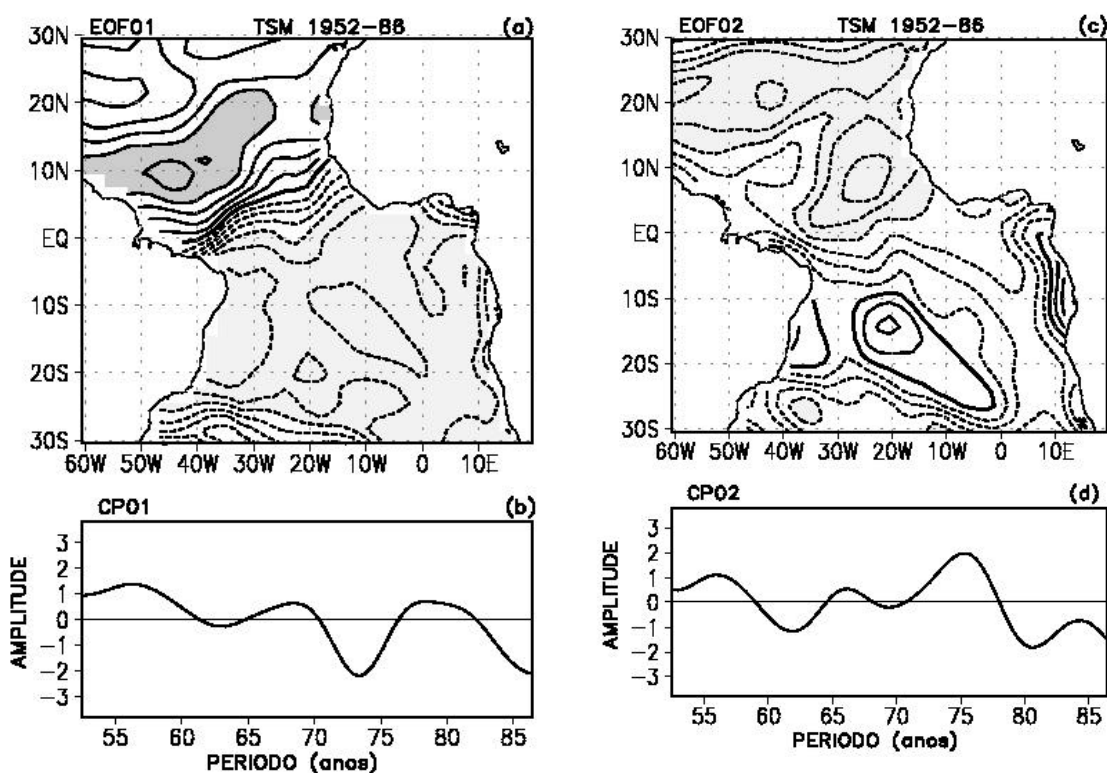 EOF01 TSM 1952-86 (a)
30N
20N
10N
EQ
10S
20S
30S
60W 50W 40W 30W 20W 10W 0 10E
EOF02 TSM 1952-86 (c)
30N
20N
10N
EQ
10S
20S
30S
60W 50W 40W 30W 20W 10W 0 10E
CP01 (b)
AMPLITUDE
3
2
1
0
-1
-2
-3
55 60 65 70 75 80 85
PERIODO (anos)
CP02 (d)
AMPLITUDE
3
2
1
0
-1
-2
-3
55 60 65 70 75 80 85
PERIODO (anos)